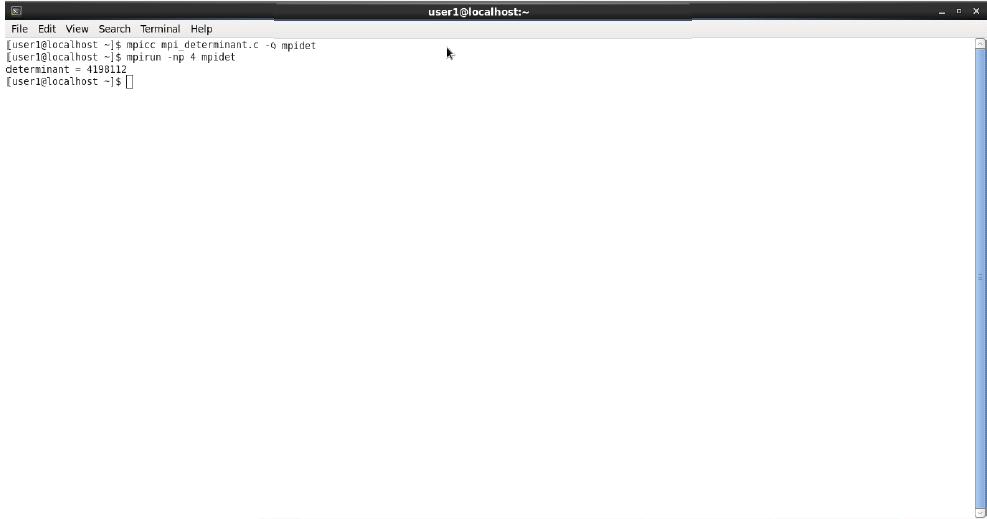 user1@localhost:~
File Edit View Search Terminal Help
[user1@localhost ~]$ mpicc mpi_determinant.c -o mpidet
[user1@localhost ~]$ mpirun -np 4 mpidet
determinant = 4198112
[user1@localhost ~]$